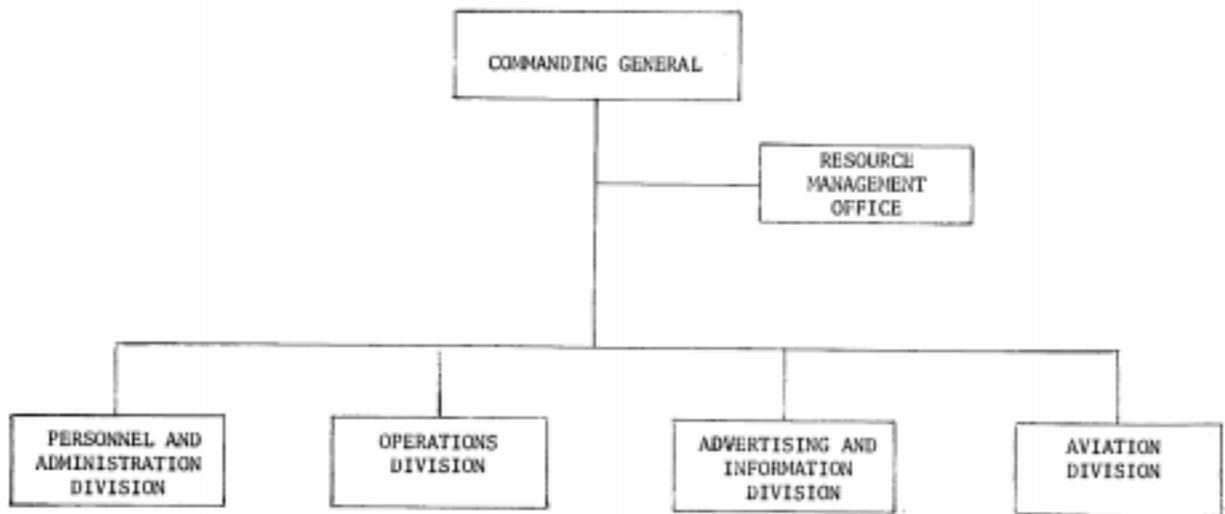 COMMANDING GENERAL
RESOURCE
MANAGEMENT
OFFICE
PERSONNEL AND
ADMINISTRATION
DIVISION
OPERATIONS
DIVISION
ADVERTISING AND
INFORMATION
DIVISION
AVIATION
DIVISION